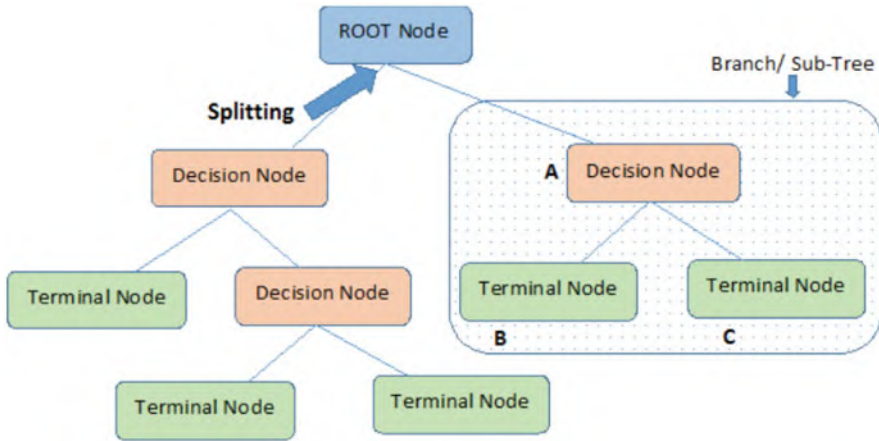 ROOT Node
Branch/ Sub-Tree
Splitting
Decision Node
A
Decision Node
Terminal Node
Decision Node
Terminal Node
Terminal Node
B
C
Terminal Node
Terminal Node